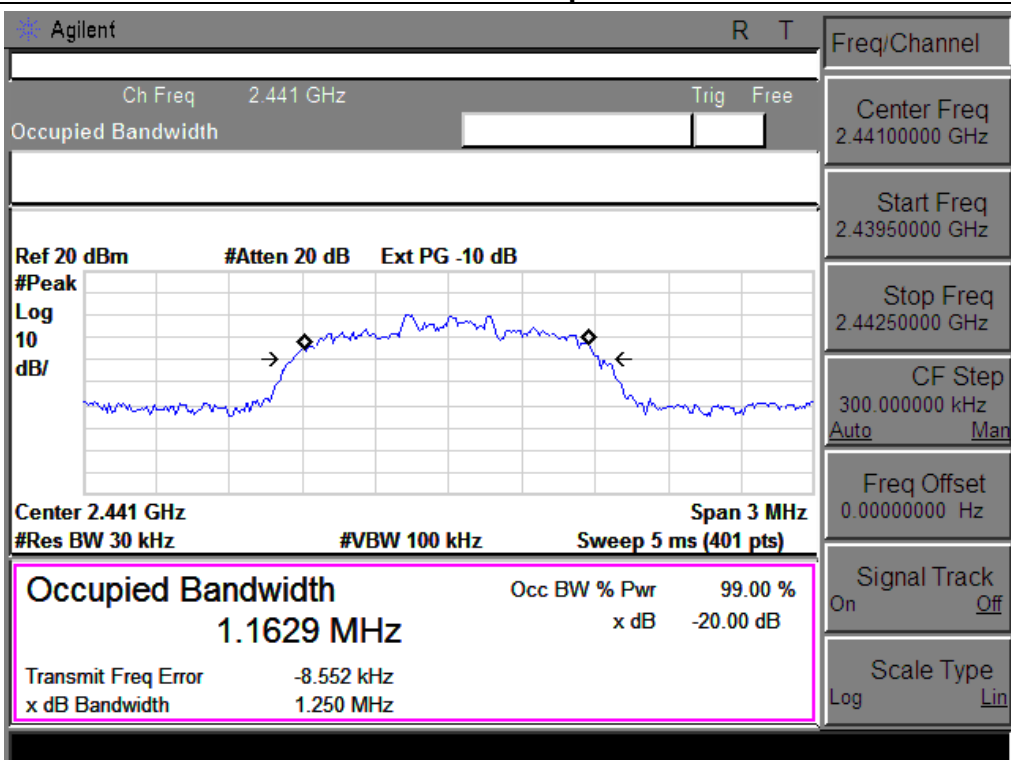 Agilent R T
Ch Freq 2.441 GHz Trig Free
Occupied Bandwidth
Ref 20 dBm #Atten 20 dB Ext PG -10 dB
#Peak
Log
10
dB/
Center 2.441 GHz Span 3 MHz
#Res BW 30 kHz #VBW 100 kHz Sweep 5 ms (401 pts)
Occupied Bandwidth Occ BW % Pwr 99.00 %
1.1629 MHz x dB -20.00 dB
Transmit Freq Error -8.552 kHz
x dB Bandwidth 1.250 MHz
Freq/Channel
Center Freq
2.44100000 GHz
Start Freq
2.43950000 GHz
Stop Freq
2.44250000 GHz
CF Step
300.000000 kHz
Auto Man
Freq Offset
0.00000000 Hz
Signal Track
On Off
Scale Type
Log Lin